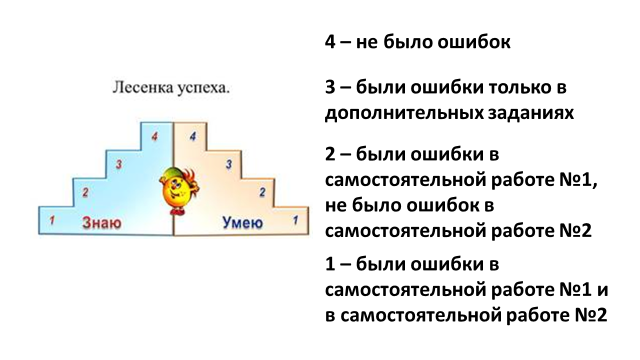 Лесенка успеха.
4 4
3 3
2 2
1 Знаю Умею 1
4 – не было ошибок
3 – были ошибки только в
дополнительных заданиях
2 – были ошибки в
самостоятельной работе №1,
не было ошибок в
самостоятельной работе №2
1 – были ошибки в
самостоятельной работе №1 и
в самостоятельной работе №2